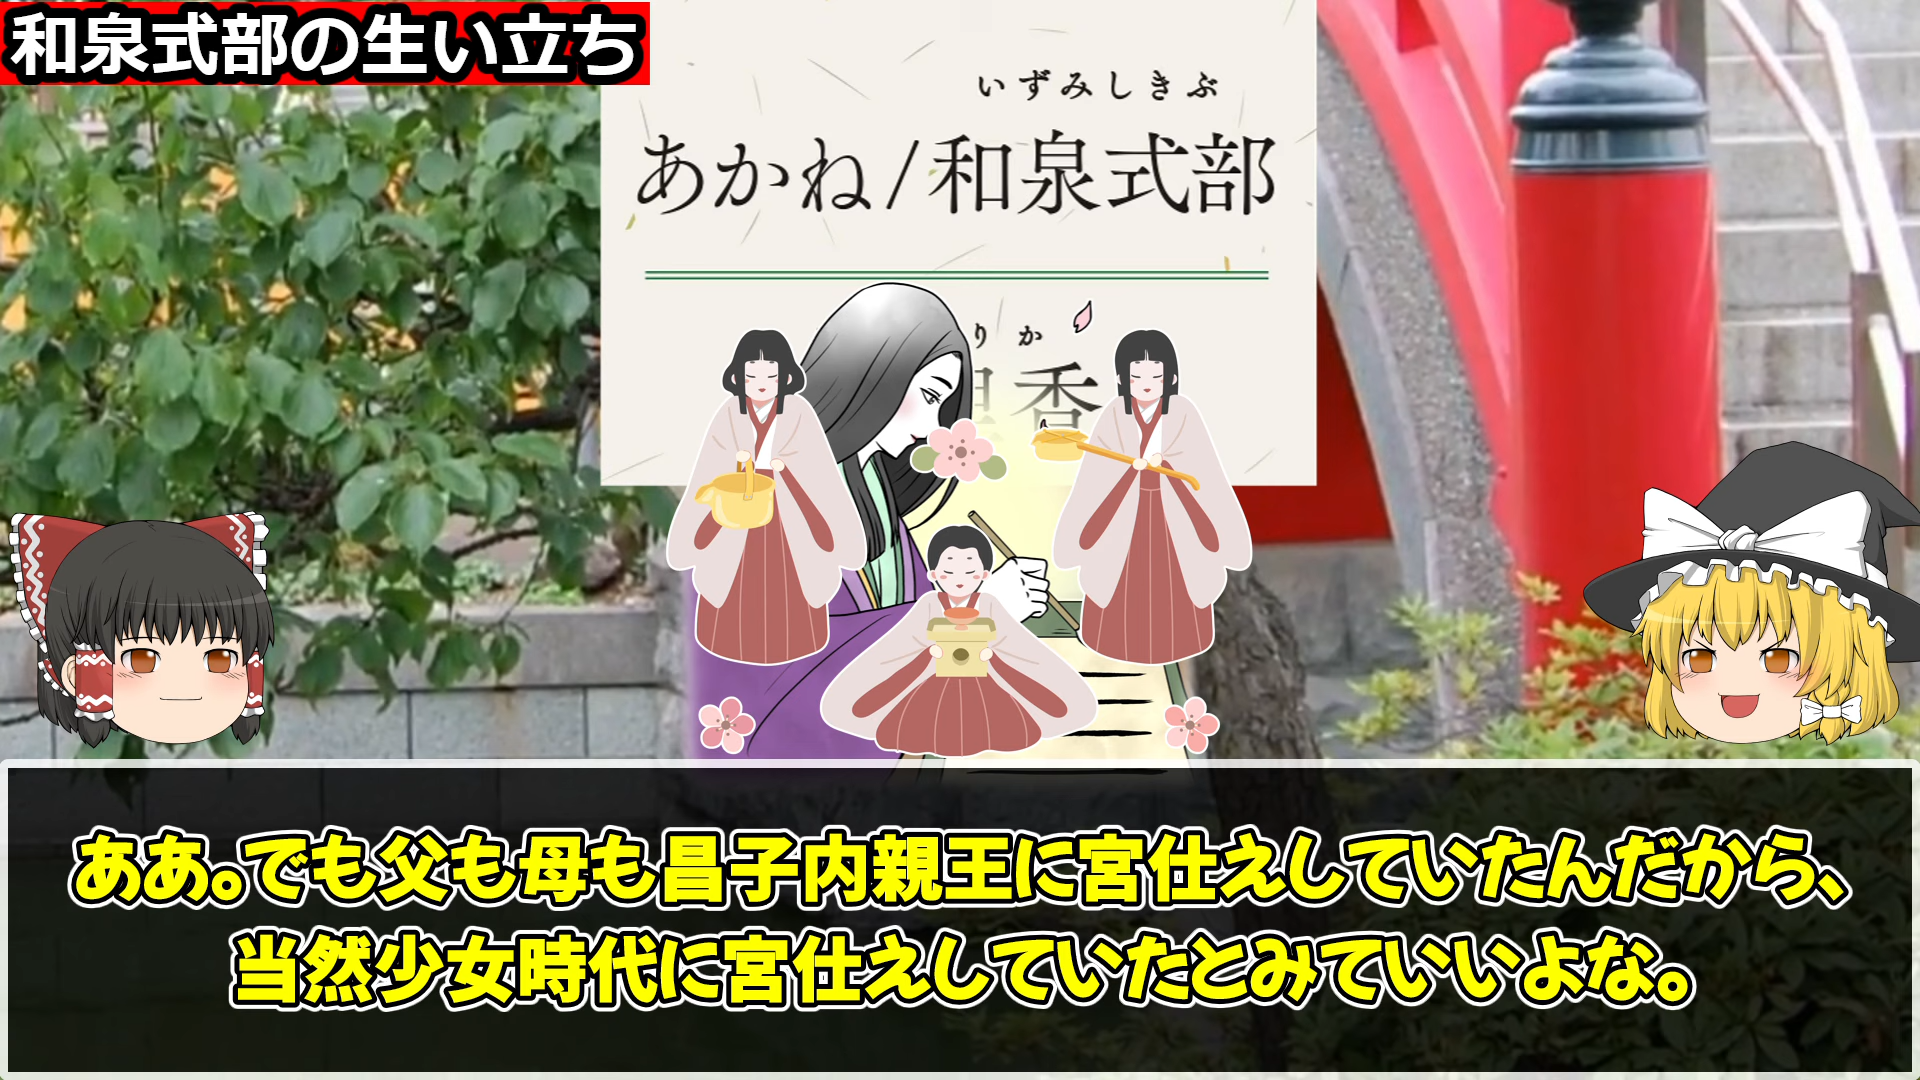 和泉式部の生い立ち
いずみしきぶ
あかね/和泉式部
りか
香
ああ。でも父も母も昌子内親王に宮仕えしていたんだから、
当然少女時代に宮仕えしていたとみていいよな。